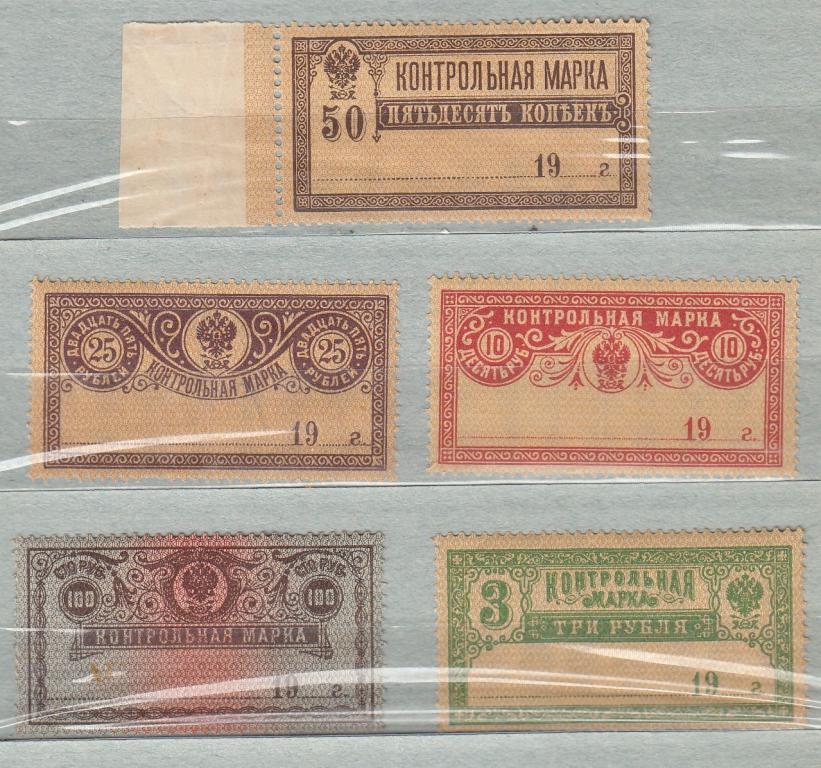 КОНТРОЛЬНАЯ МАРКА
50 ПЯТЬДЕСЯТЪ КОПѢЕКЪ
19 г
ДВАДЦАТЬ ПЯТЬ ДВАДЦАТЬ ПЯТЬ
25 25
РУБЛЕЙ РУБЛЕЙ
КОНТРОЛЬНАЯ МАРКА
19 г.
КОНТРОЛЬНАЯ МАРКА
10 10
ДЕСЯТЬ РУБ. ДЕСЯТЬ РУБ.
19 г.
СТО РУБ. СТО РУБ.
100 100
КОНТРОЛЬНАЯ МАРКА
19 г.
3 КОНТРОЛЬНАЯ
МАРКА
ТРИ РУБЛЯ
19 г